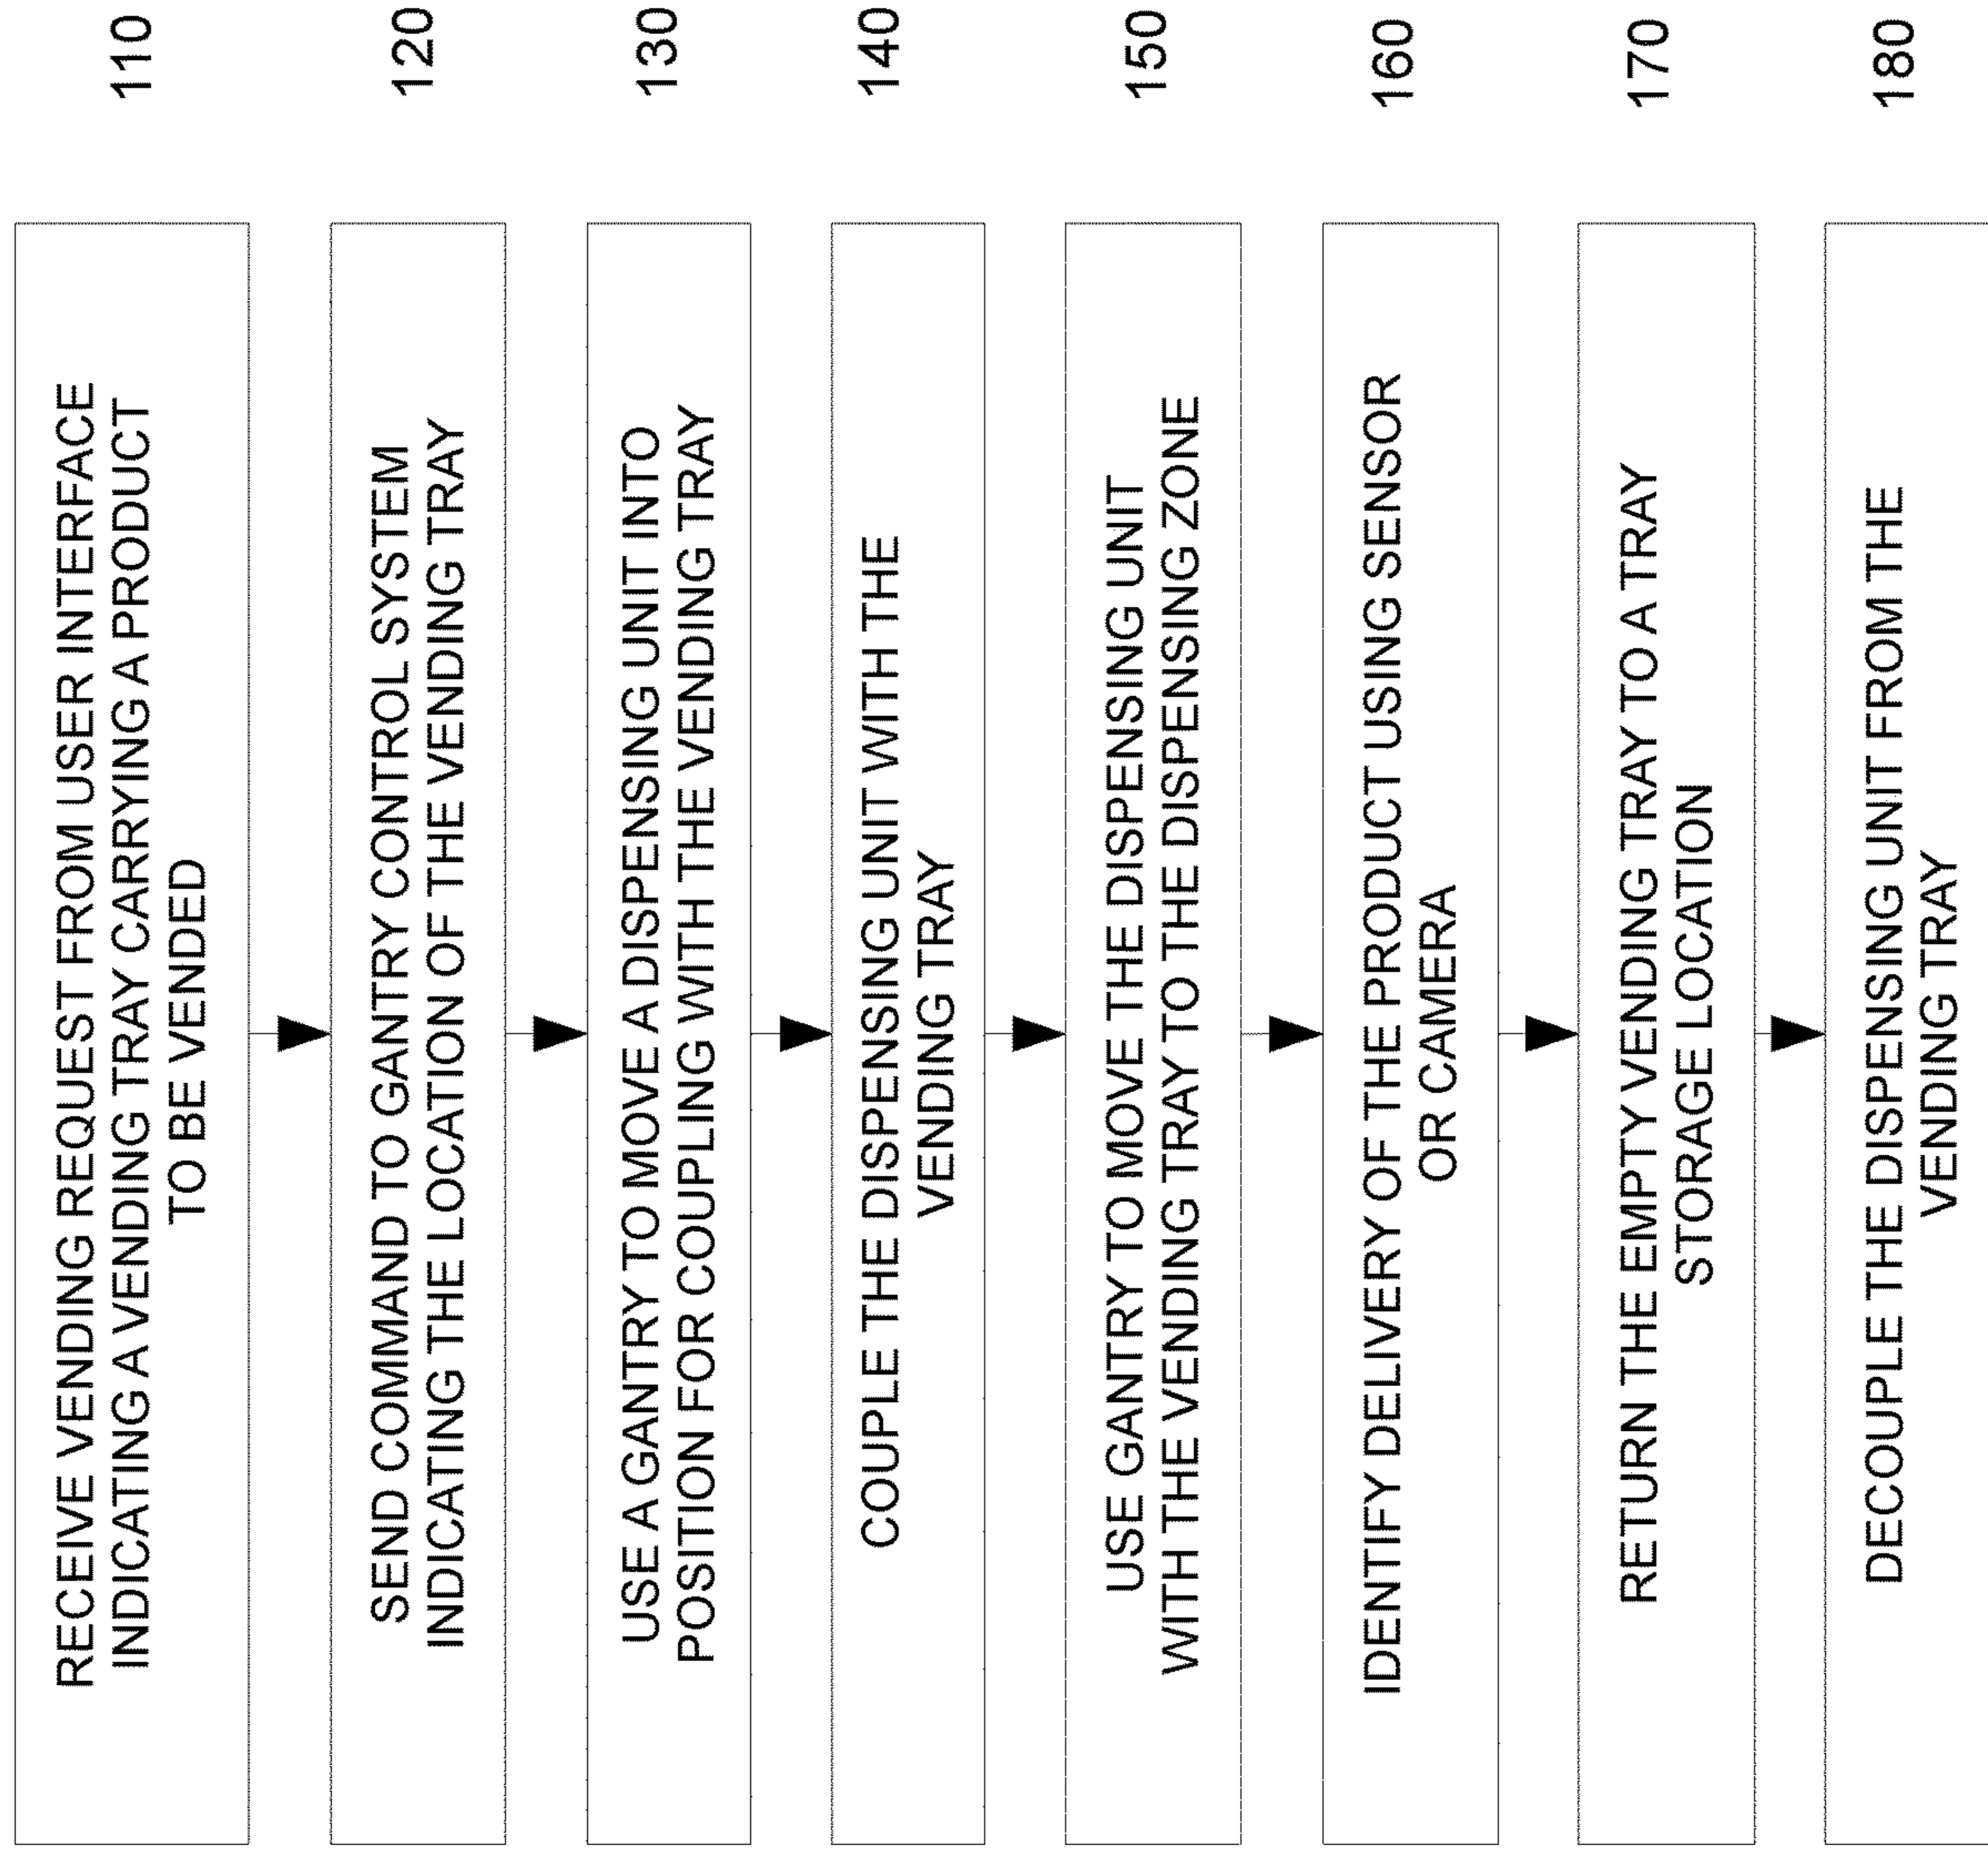 RECEIVE VENDING REQUEST FROM USER INTERFACE
INDICATING A VENDING TRAY CARRYING A PRODUCT
TO BE VENDED
110
SEND COMMAND TO GANTRY CONTROL SYSTEM
INDICATING THE LOCATION OF THE VENDING TRAY
120
USE A GANTRY TO MOVE A DISPENSING UNIT INTO
POSITION FOR COUPLING WITH THE VENDING TRAY
130
COUPLE THE DISPENSING UNIT WITH THE
VENDING TRAY
140
USE GANTRY TO MOVE THE DISPENSING UNIT
WITH THE VENDING TRAY TO THE DISPENSING ZONE
150
IDENTIFY DELIVERY OF THE PRODUCT USING SENSOR
OR CAMERA
160
RETURN THE EMPTY VENDING TRAY TO A TRAY
STORAGE LOCATION
170
DECOUPLE THE DISPENSING UNIT FROM THE
VENDING TRAY
180